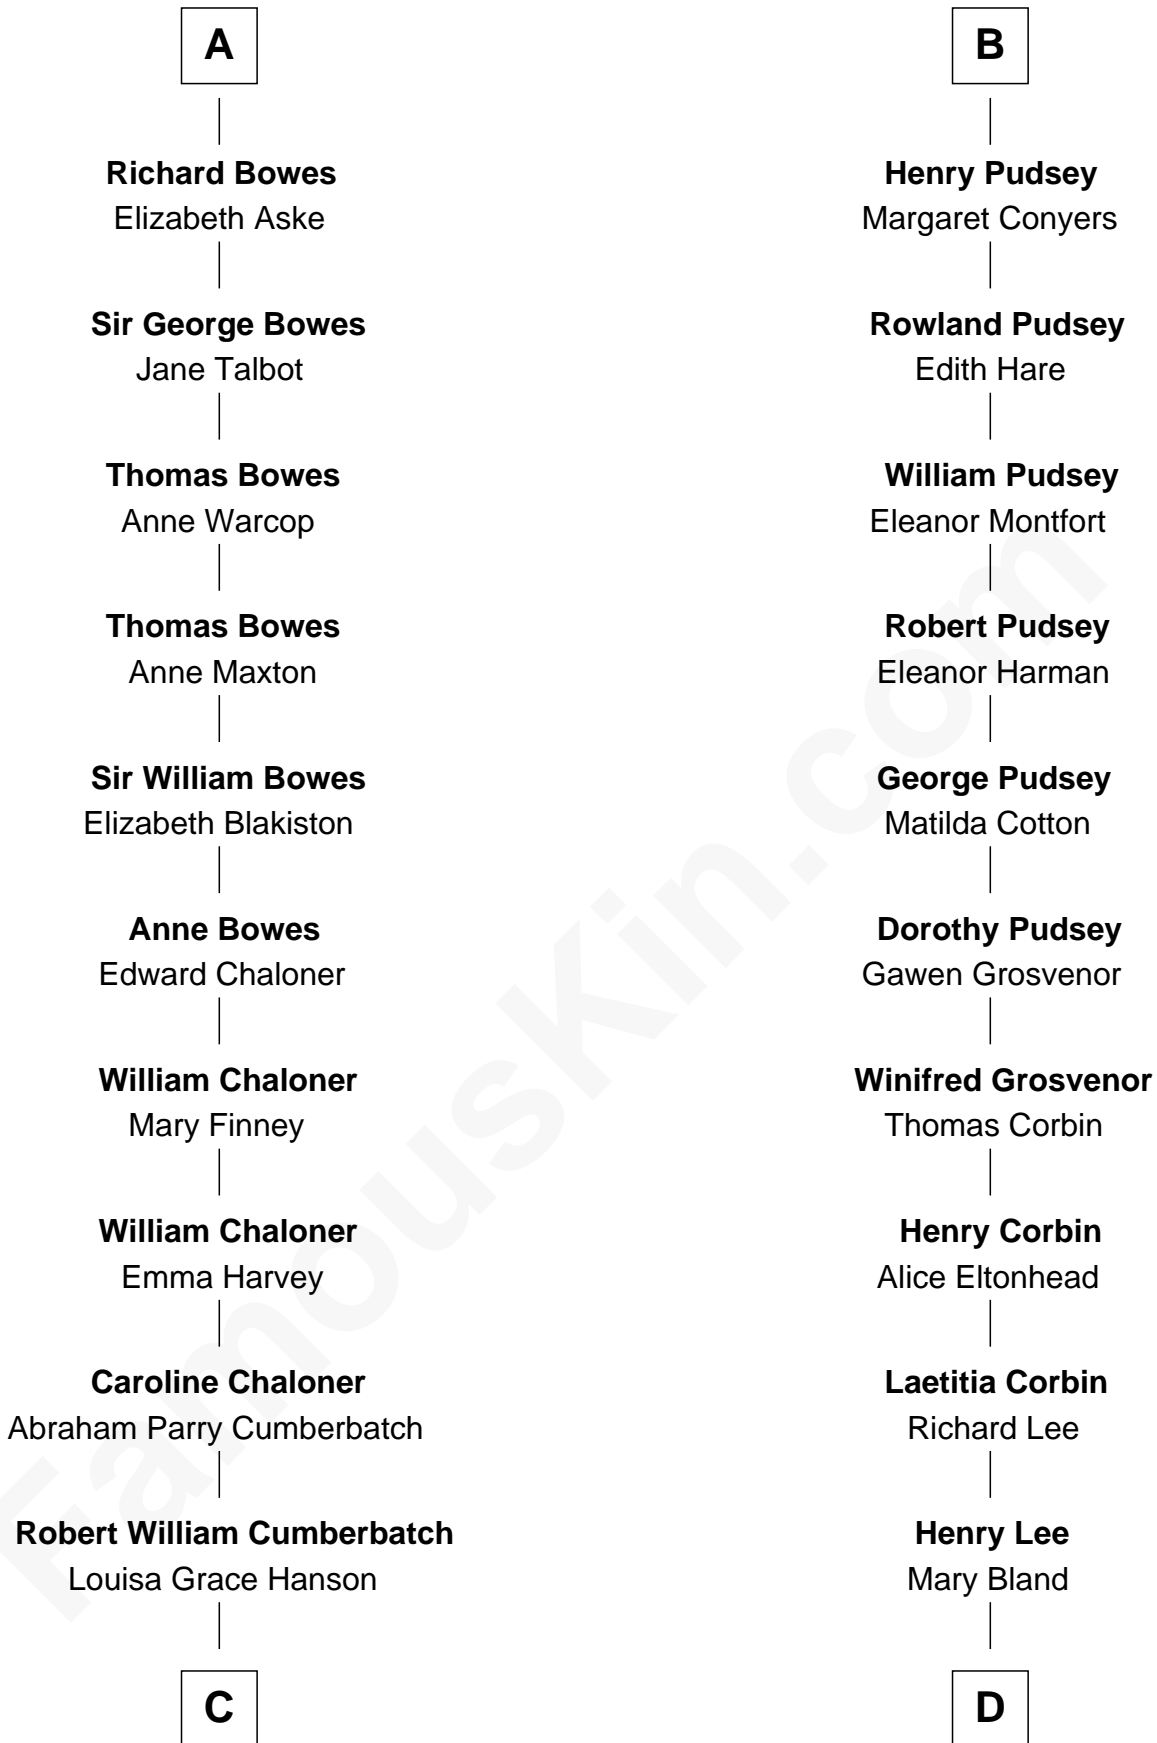 A
Richard Bowes
Elizabeth Aske
Sir George Bowes
Jane Talbot
Thomas Bowes
Anne Warcop
Thomas Bowes
Anne Maxton
Sir William Bowes
Elizabeth Blakiston
Anne Bowes
Edward Chaloner
William Chaloner
Mary Finney
William Chaloner
Emma Harvey
Caroline Chaloner
Abraham Parry Cumberbatch
Robert William Cumberbatch
Louisa Grace Hanson
C
B
Henry Pudsey
Margaret Conyers
Rowland Pudsey
Edith Hare
William Pudsey
Eleanor Montfort
Robert Pudsey
Eleanor Harman
George Pudsey
Matilda Cotton
Dorothy Pudsey
Gawen Grosvenor
Winifred Grosvenor
Thomas Corbin
Henry Corbin
Alice Eltonhead
Laetitia Corbin
Richard Lee
Henry Lee
Mary Bland
D
FamousKin.com